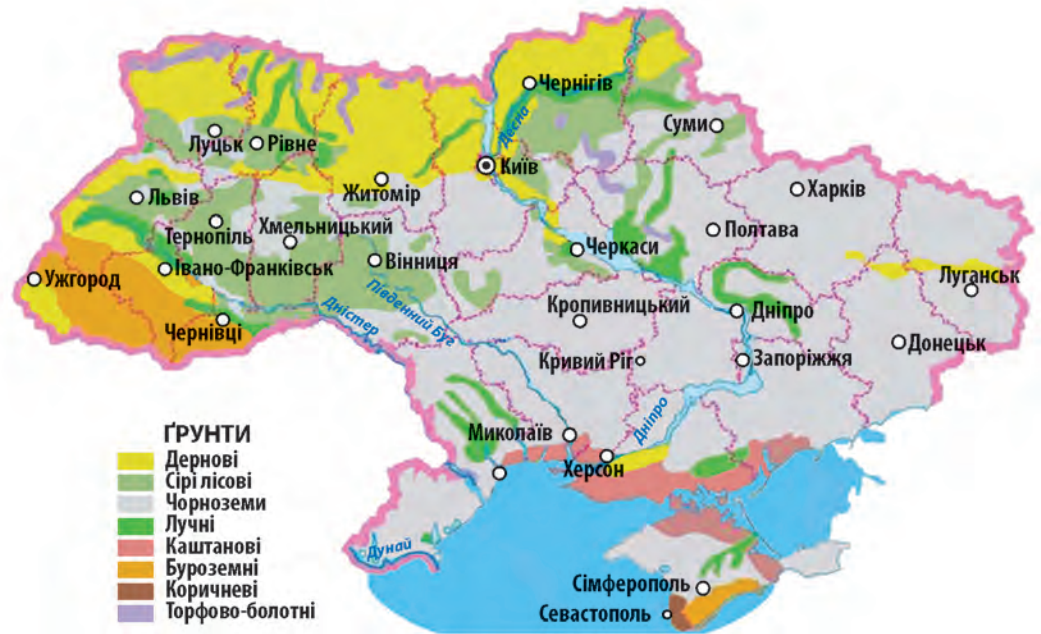 Чернігів
Десна
Суми
Луцьк
Рівне
Київ
Житомір
Харків
Львів
Хмельницький
Тернопіль
Полтава
Черкаси
Вінниця
Івано-Франківськ
Ужгород
Луганськ
Південний Буг
Кропивницький
Дніпро
Дністер
Чернівці
Донецьк
Кривий Ріг
Запоріжжя
Дніпро
Миколаїв
Херсон
ҐРУНТИ
Дернові
Сірі лісові
Чорноземи
Лучні
Каштанові
Буроземні
Коричневі
Торфово-болотні
Дунай
Сімферополь
Севастополь